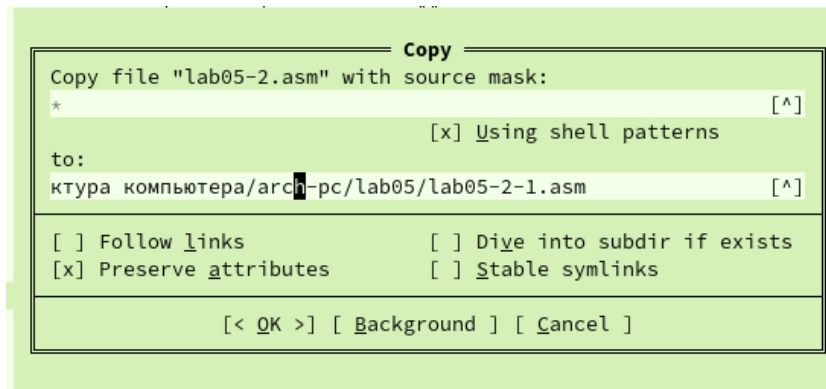 Copy
Copy file "lab05-2.asm" with source mask:
* [^]
[x] Using shell patterns
to:
ктура компьютера/arch-pc/lab05/lab05-2-1.asm [^]
[ ] Follow links [ ] Dive into subdir if exists
[x] Preserve attributes [ ] Stable symlinks
[< OK >] [ Background ] [ Cancel ]